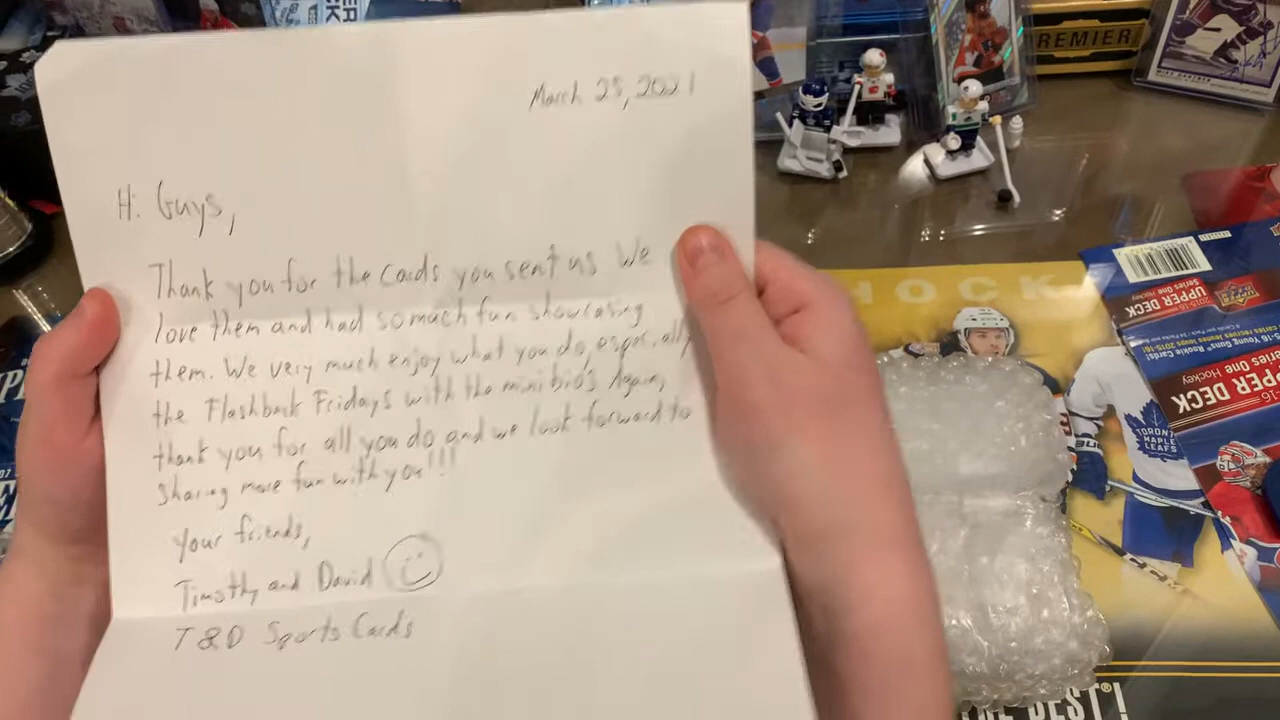 March 25, 2021
Hi Guys,
Thank you for the cards you sent us We
love them and had so much fun showcasing
them. We very much enjoy what you do, especially
the Flashback Fridays with the mini bio's Again,
thank you for all you do and we look forward to
sharing more fun with you!!!
Your friends,
Timothy and David
T&D Sports Cards
PREMIER
MIKE GARTNER
HOCK
UPPER DECK
Series One Hockey
2015-16
UPPER DECK
Series One Hockey
TORONTO
MAPLE
LEAFS
THE BEST!